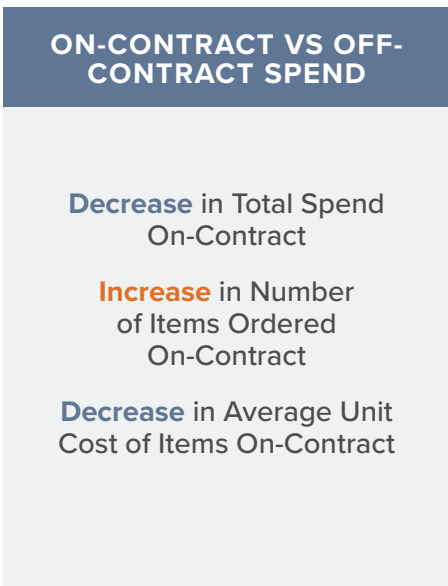 ON-CONTRACT VS OFF-
CONTRACT SPEND
Decrease in Total Spend
On-Contract
Increase in Number
of Items Ordered
On-Contract
Decrease in Average Unit
Cost of Items On-Contract